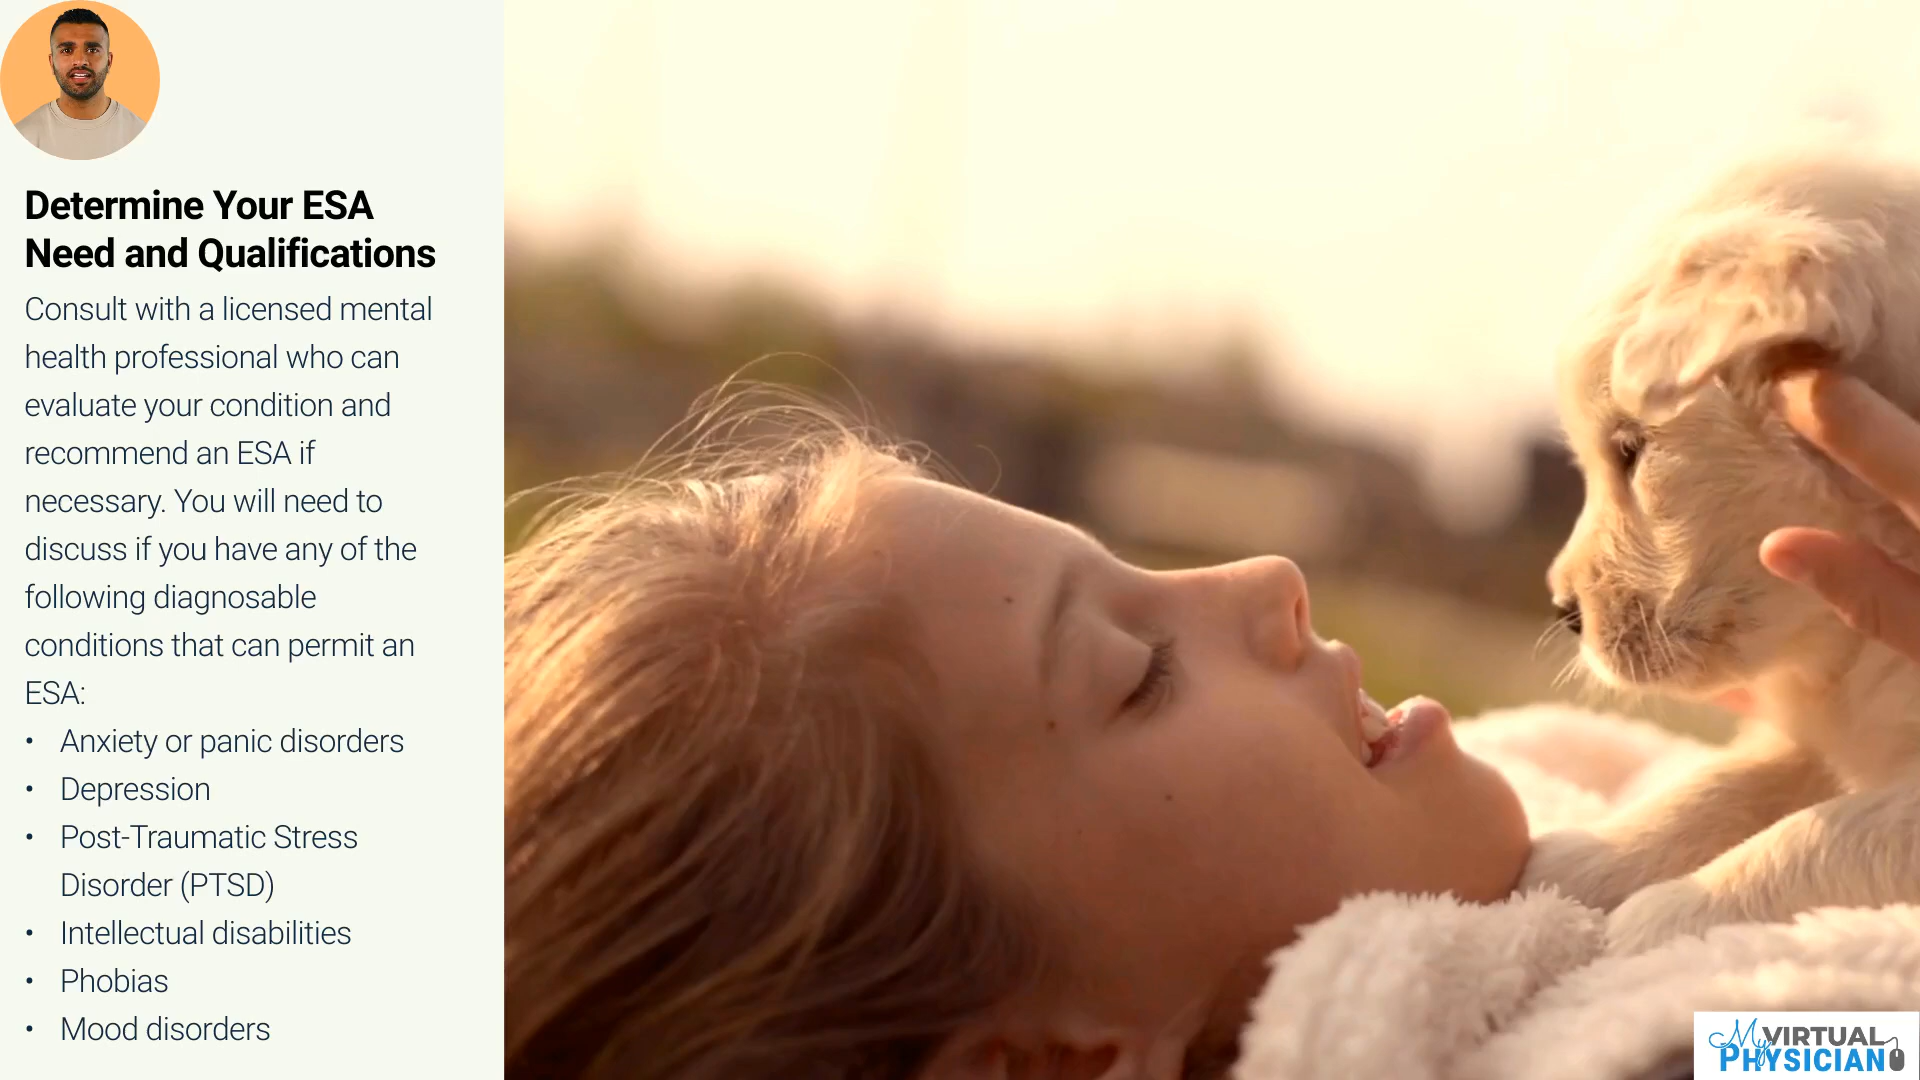 Determine Your ESA
Need and Qualifications
Consult with a licensed mental
health professional who can
evaluate your condition and
recommend an ESA if
necessary. You will need to
discuss if you have any of the
following diagnosable
conditions that can permit an
ESA:
• Anxiety or panic disorders
• Depression
• Post-Traumatic Stress
Disorder (PTSD)
• Intellectual disabilities
• Phobias
• Mood disorders
My VIRTUAL
PHYSICIAN